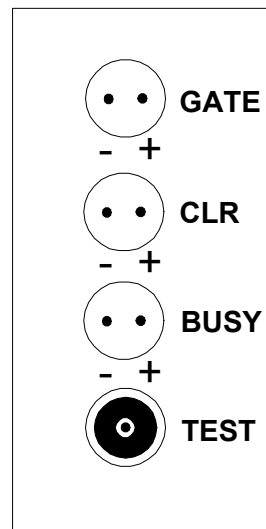 GATE
- +
CLR
- +
BUSY
- +
TEST